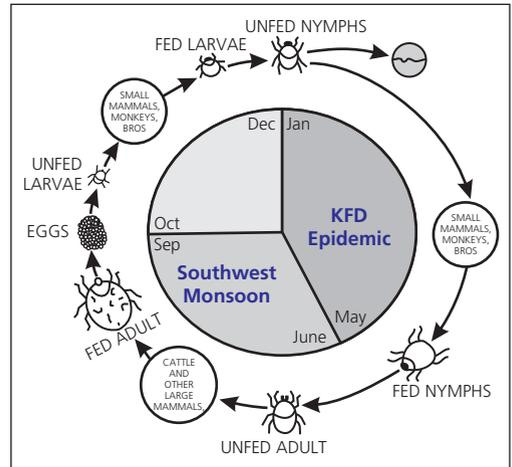 UNFED NYMPHS
FED LARVAE
SMALL
MAMMALS,
MONKEYS,
BROS
UNFED
LARVAE
EGGS
FED ADULT
CATTLE
AND
OTHER
LARGE
MAMMALS,
UNFED ADULT
FED NYMPHS
SMALL
MAMMALS,
MONKEYS,
BROS
Dec
Jan
KFD
Epidemic
May
June
Southwest
Monsoon
Sep
Oct